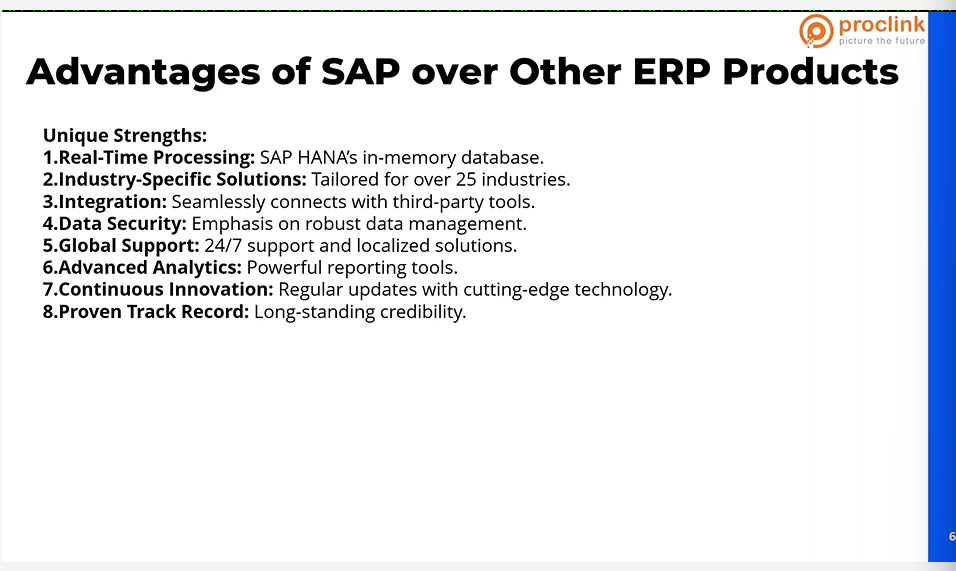 proclink
picture the future
Advantages of SAP over Other ERP Products
Unique Strengths:
1.Real-Time Processing: SAP HANA’s in-memory database.
2.Industry-Specific Solutions: Tailored for over 25 industries.
3.Integration: Seamlessly connects with third-party tools.
4.Data Security: Emphasis on robust data management.
5.Global Support: 24/7 support and localized solutions.
6.Advanced Analytics: Powerful reporting tools.
7.Continuous Innovation: Regular updates with cutting-edge technology.
8.Proven Track Record: Long-standing credibility.
6